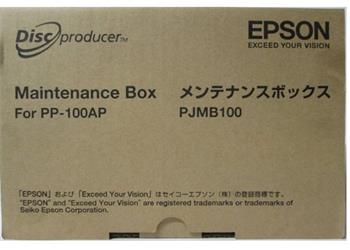 Disc producer™
EPSON
EXCEED YOUR VISION
Maintenance Box
For PP-100AP
メンテナンスボックス
PJMB100
「EPSON」および「Exceed Your Vision」はセイコーエプソン（株）の登録商標です。
"EPSON" and "Exceed Your Vision" are registered trademarks or trademarks of
Seiko Epson Corporation.